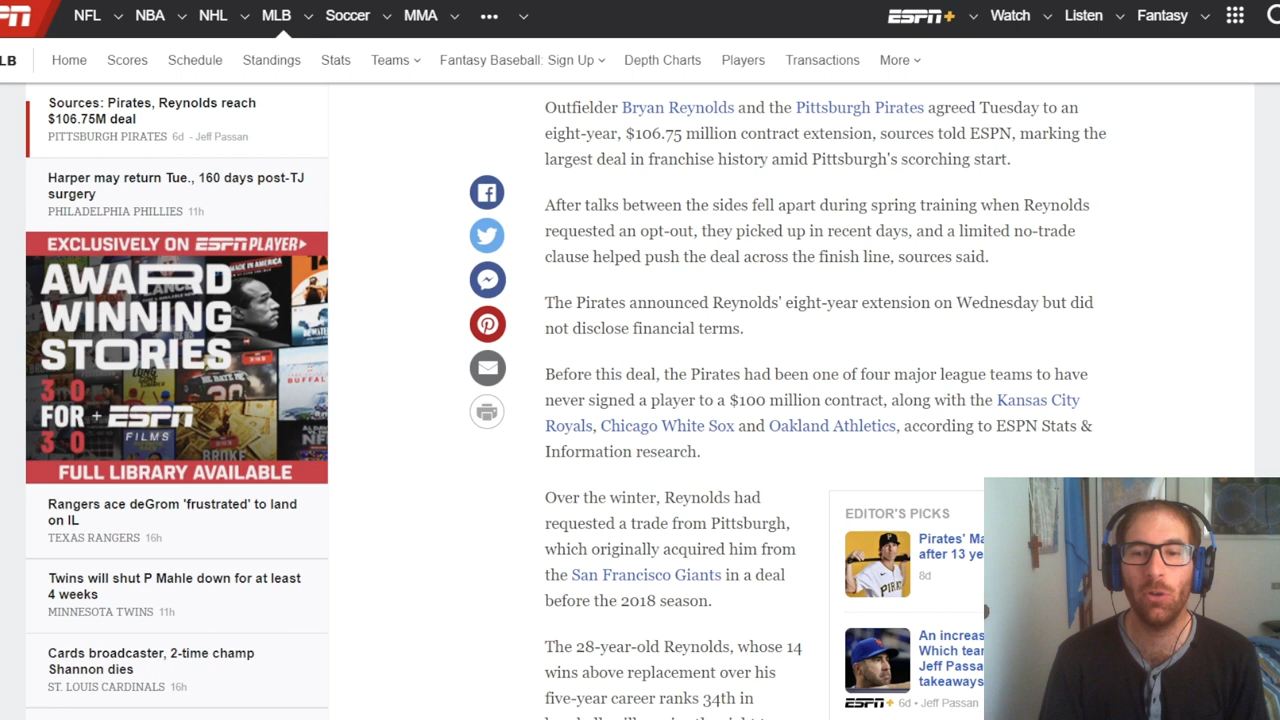 NFL NBA NHL MLB Soccer MMA ESPN+ Watch Listen Fantasy
LB Home Scores Schedule Standings Stats Teams Fantasy Baseball: Sign Up Depth Charts Players Transactions More
Sources: Pirates, Reynolds reach
$106.75M deal
PITTSBURGH PIRATES 6d - Jeff Passan
Harper may return Tue., 160 days post-TJ
surgery
PHILADELPHIA PHILLIES 11h
EXCLUSIVELY ON ESPN PLAYER
AWARD
WINNING
STORIES
30
FOR + ESPN
FILMS
30
FULL LIBRARY AVAILABLE
Rangers ace deGrom 'frustrated' to land
on IL
TEXAS RANGERS 16h
Twins will shut P Mahle down for at least
4 weeks
MINNESOTA TWINS 11h
Cards broadcaster, 2-time champ
Shannon dies
ST. LOUIS CARDINALS 16h
Outfielder Bryan Reynolds and the Pittsburgh Pirates agreed Tuesday to an
eight-year, $106.75 million contract extension, sources told ESPN, marking the
largest deal in franchise history amid Pittsburgh's scorching start.
After talks between the sides fell apart during spring training when Reynolds
requested an opt-out, they picked up in recent days, and a limited no-trade
clause helped push the deal across the finish line, sources said.
The Pirates announced Reynolds' eight-year extension on Wednesday but did
not disclose financial terms.
Before this deal, the Pirates had been one of four major league teams to have
never signed a player to a $100 million contract, along with the Kansas City
Royals, Chicago White Sox and Oakland Athletics, according to ESPN Stats &
Information research.
Over the winter, Reynolds had
requested a trade from Pittsburgh,
which originally acquired him from
the San Francisco Giants in a deal
before the 2018 season.
The 28-year-old Reynolds, whose 14
wins above replacement over his
five-year career ranks 34th in
EDITOR'S PICKS
Pirates' Ma
after 13 ye
8d
An increas
Which tear
Jeff Passa
takeaways
ESPN+ 6d - Jeff Passan